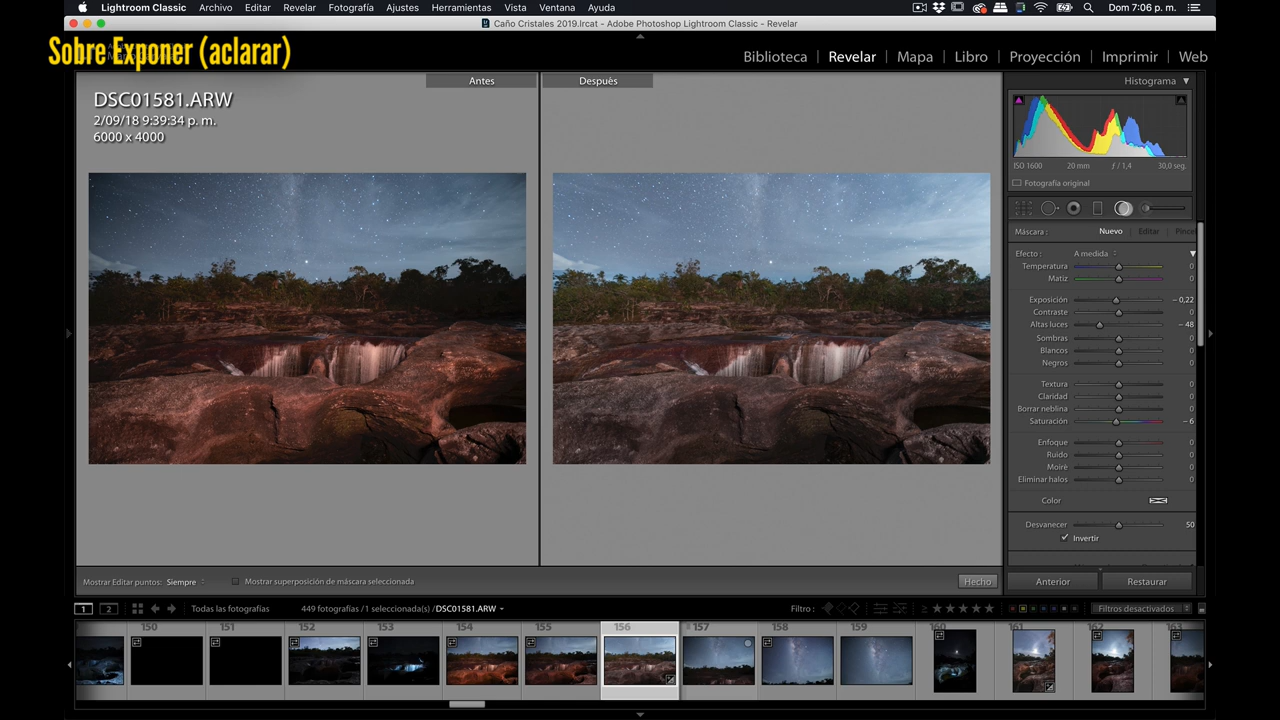 Lightroom Classic Archivo Editar Revelar Fotografía Ajustes Herramientas Vista Ventana Ayuda Dom 7:06 p. m.
Caño Cristales 2019.lrcat - Adobe Photoshop Lightroom Classic - Revelar
Sobre Exponer (aclarar)
Biblioteca | Revelar | Mapa | Libro | Proyección | Imprimir | Web
Antes Después
Histograma
DSC01581.ARW
2/09/18 9:39:34 p. m.
6000 x 4000
ISO 1600 20 mm ƒ / 1,4 30,0 seg.
Fotografía original
Máscara : Nuevo Editar
Efecto : A medida
Temperatura 0
Matiz 0
Exposición – 0,22
Contraste 0
Altas luces – 48
Sombras 0
Blancos 0
Negros 0
Textura 0
Claridad 0
Borrar neblina 0
Saturación – 6
Enfoque 0
Ruido 0
Moiré 0
Eliminar halos 0
Color
Desvanecer 50
Invertir
Mostrar Editar puntos: Siempre Mostrar superposición de máscara seleccionada Hecho
Anterior Restaurar
1 2 Todas las fotografías 449 fotografías / 1 seleccionada(s) / DSC01581.ARW Filtro : Filtros desactivados
150 151 152 153 154 155 156 157 158 159 160 161 162 163